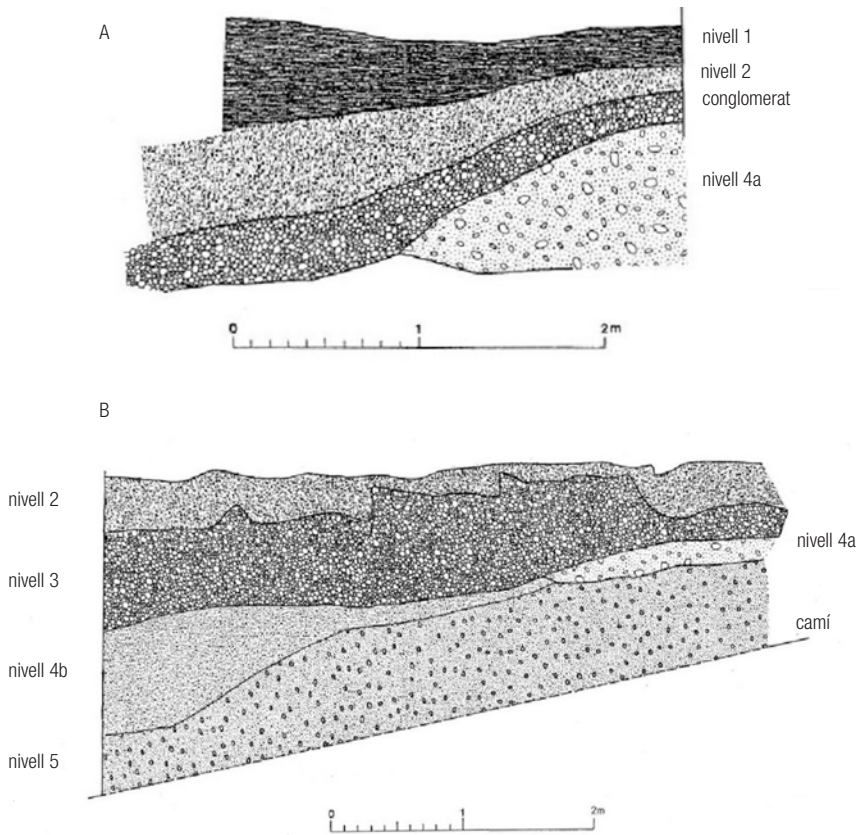 A
nivell 1
nivell 2
conglomerat
nivell 4a
0 1 2m
B
nivell 2
nivell 3
nivell 4a
camí
nivell 4b
nivell 5
0 1 2m